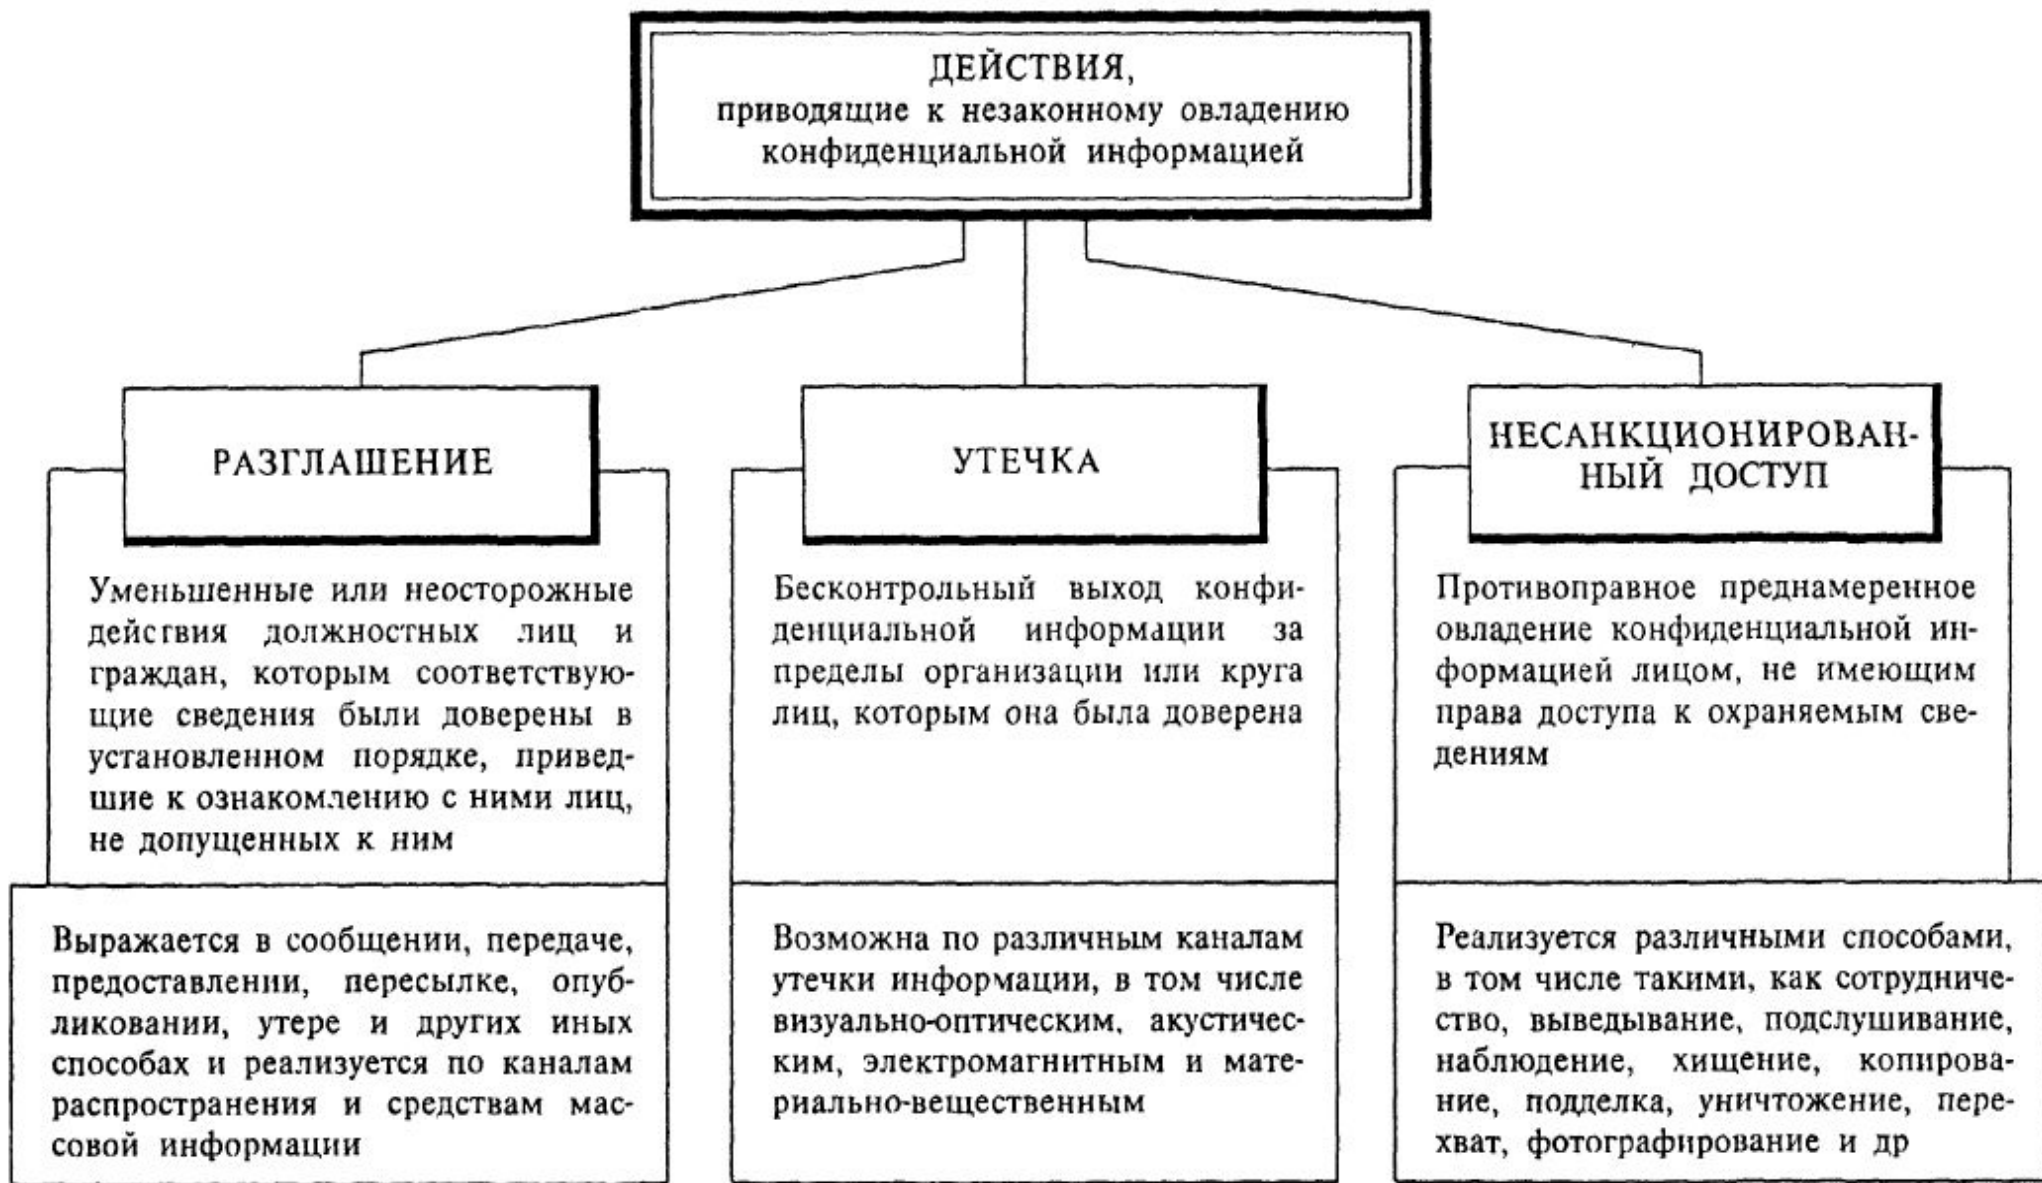 ДЕЙСТВИЯ,
приводящие к незаконному овладению
конфиденциальной информацией
РАЗГЛАШЕНИЕ
Уменьшенные или неосторожные
действия должностных лиц и
граждан, которым соответствую-
щие сведения были доверены в
установленном порядке, привед-
шие к ознакомлению с ними лиц,
не допущенных к ним
Выражается в сообщении, передаче,
предоставлении, пересылке, опуб-
ликовании, утере и других иных
способах и реализуется по каналам
распространения и средствам мас-
совой информации
УТЕЧКА
Бесконтрольный выход конфи-
денциальной информации за
пределы организации или круга
лиц, которым она была доверена
Возможна по различным каналам
утечки информации, в том числе
визуально-оптическим, акустичес-
ким, электромагнитным и мате-
риально-вещественным
НЕСАНКЦИОНИРОВАН-
НЫЙ ДОСТУП
Противоправное преднамеренное
овладение конфиденциальной ин-
формацией лицом, не имеющим
права доступа к охраняемым све-
дениям
Реализуется различными способами,
в том числе такими, как сотрудниче-
ство, выведывание, подслушивание,
наблюдение, хищение, копирова-
ние, подделка, уничтожение, пере-
хват, фотографирование и др